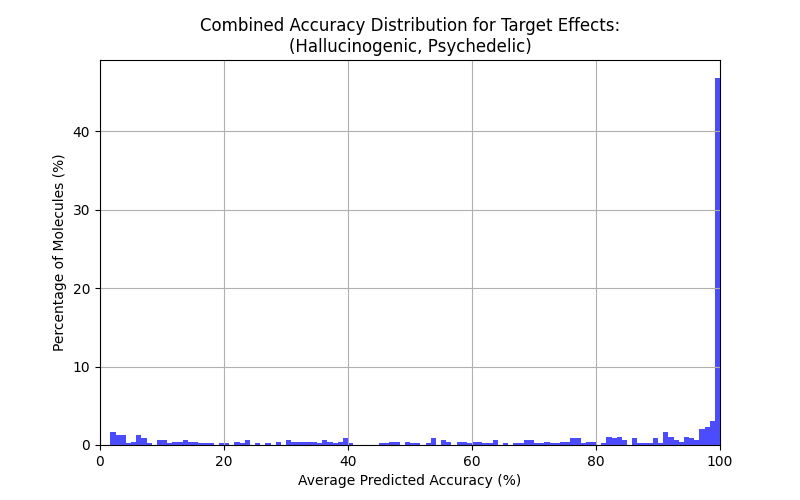 Combined Accuracy Distribution for Target Effects:
(Hallucinogenic, Psychedelic)
Percentage of Molecules (%)
40
30
20
10
0
0 20 40 60 80 100
Average Predicted Accuracy (%)